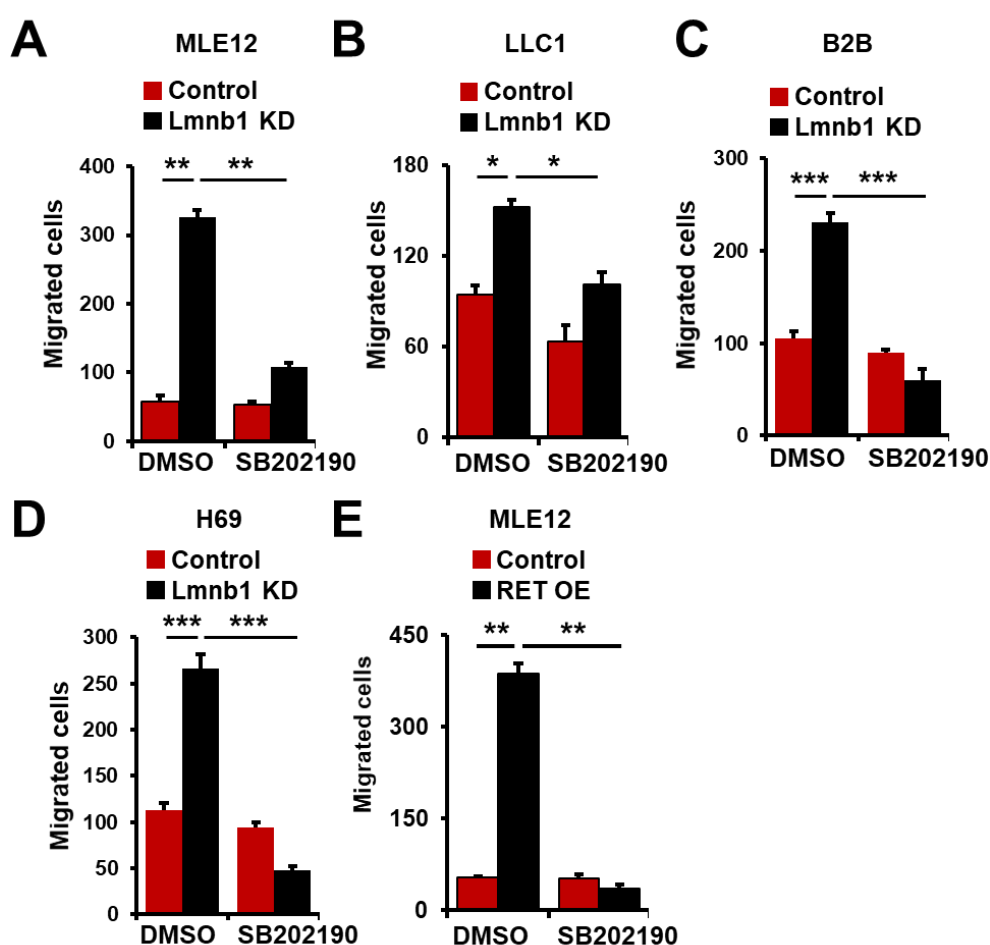 A
MLE12
Control
Lmnb1 KD
** **
Migrated cells
400
300
200
100
0
DMSO SB202190
B
LLC1
Control
Lmnb1 KD
* *
Migrated cells
180
120
60
0
DMSO SB202190
C
B2B
Control
Lmnb1 KD
*** ***
Migrated cells
300
200
100
0
DMSO SB202190
D
H69
Control
Lmnb1 KD
*** ***
Migrated cells
300
250
200
150
100
50
0
DMSO SB202190
E
MLE12
Control
RET OE
** **
Migrated cells
450
300
150
0
DMSO SB202190